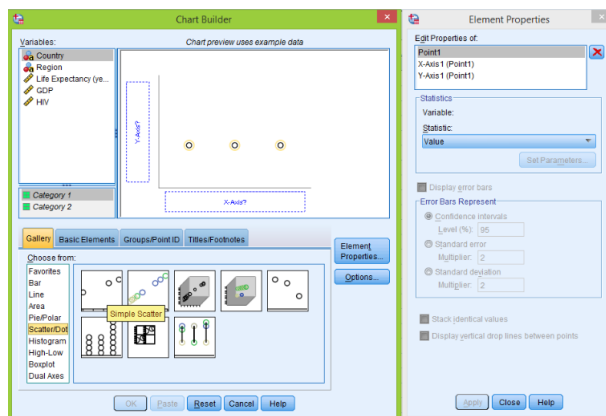 Chart Builder
Variables:
Country
Region
Life Expectancy (ye...
GDP
HIV
Category 1
Category 2
Chart preview uses example data
Y-Axis?
X-Axis?
Gallery
Basic Elements
Groups/Point ID
Titles/Footnotes
Choose from:
Favorites
Bar
Line
Area
Pie/Polar
Scatter/Dot
Histogram
High-Low
Boxplot
Dual Axes
Simple Scatter
Element
Properties...
Options...
OK
Paste
Reset
Cancel
Help
Element Properties
Edit Properties of:
Point1
X-Axis1 (Point1)
Y-Axis1 (Point1)
Statistics
Variable:
Statistic:
Value
Set Parameters...
Display error bars
Error Bars Represent
Confidence intervals
Level (%): 95
Standard error
Multiplier: 2
Standard deviation
Multiplier: 2
Stack identical values
Display vertical drop lines between points
Apply
Close
Help